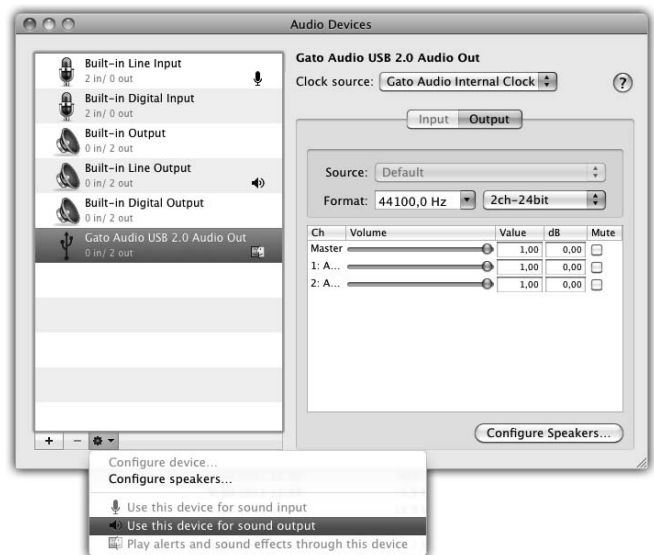 Audio Devices
Built-in Line Input
2 in/ 0 out
Built-in Digital Input
2 in/ 0 out
Built-in Output
0 in/ 2 out
Built-in Line Output
0 in/ 2 out
Built-in Digital Output
0 in/ 2 out
Gato Audio USB 2.0 Audio Out
0 in/ 2 out
+ −
Gato Audio USB 2.0 Audio Out
Clock source: Gato Audio Internal Clock ?
Input Output
Source: Default
Format: 44100,0 Hz 2ch-24bit
Ch Volume Value dB Mute
Master 1,00 0,00
1: A... 1,00 0,00
2: A... 1,00 0,00
Configure Speakers...
Configure device...
Configure speakers...
Use this device for sound input
Use this device for sound output
Play alerts and sound effects through this device